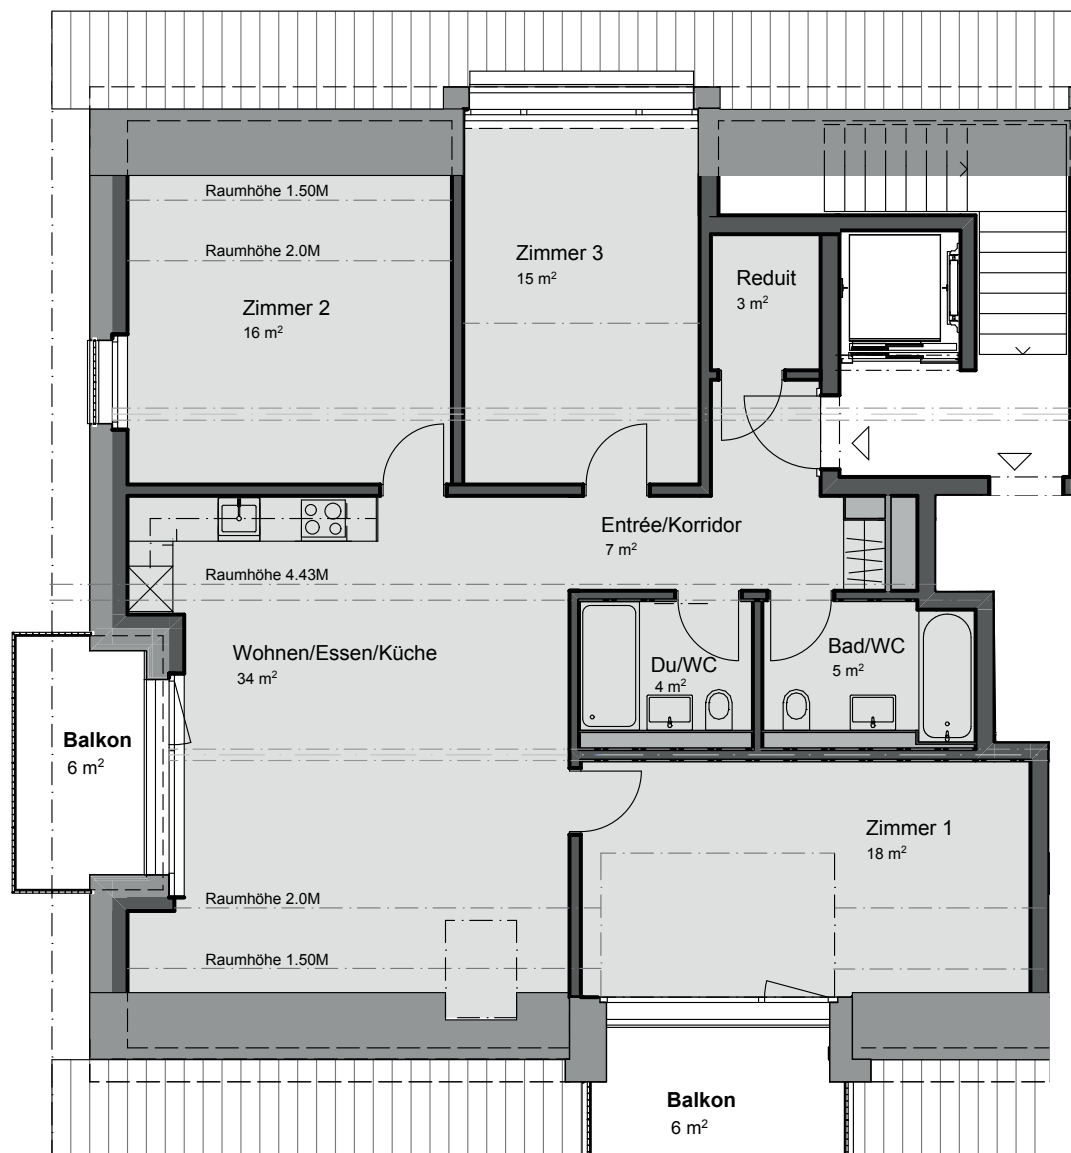 Raumhöhe 1.50M
Raumhöhe 2.0M
Zimmer 2
16 m²
Zimmer 3
15 m²
Reduit
3 m²
Entrée/Korridor
7 m²
Raumhöhe 4.43M
Wohnen/Essen/Küche
34 m²
Du/WC
4 m²
Bad/WC
5 m²
Balkon
6 m²
Zimmer 1
18 m²
Raumhöhe 2.0M
Raumhöhe 1.50M
Balkon
6 m²